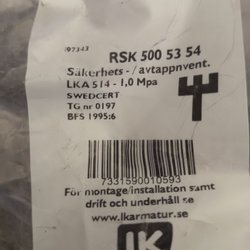 197343
RSK 500 53 54
Säkerhets- / avtappnvent.
LKA 514 - 1,0 Mpa
SWEDCERT
TG nr 0197
BFS 1995:6
7331590010593
För montage/installation samt
drift och underhåll se
www.lkarmatur.se
LK